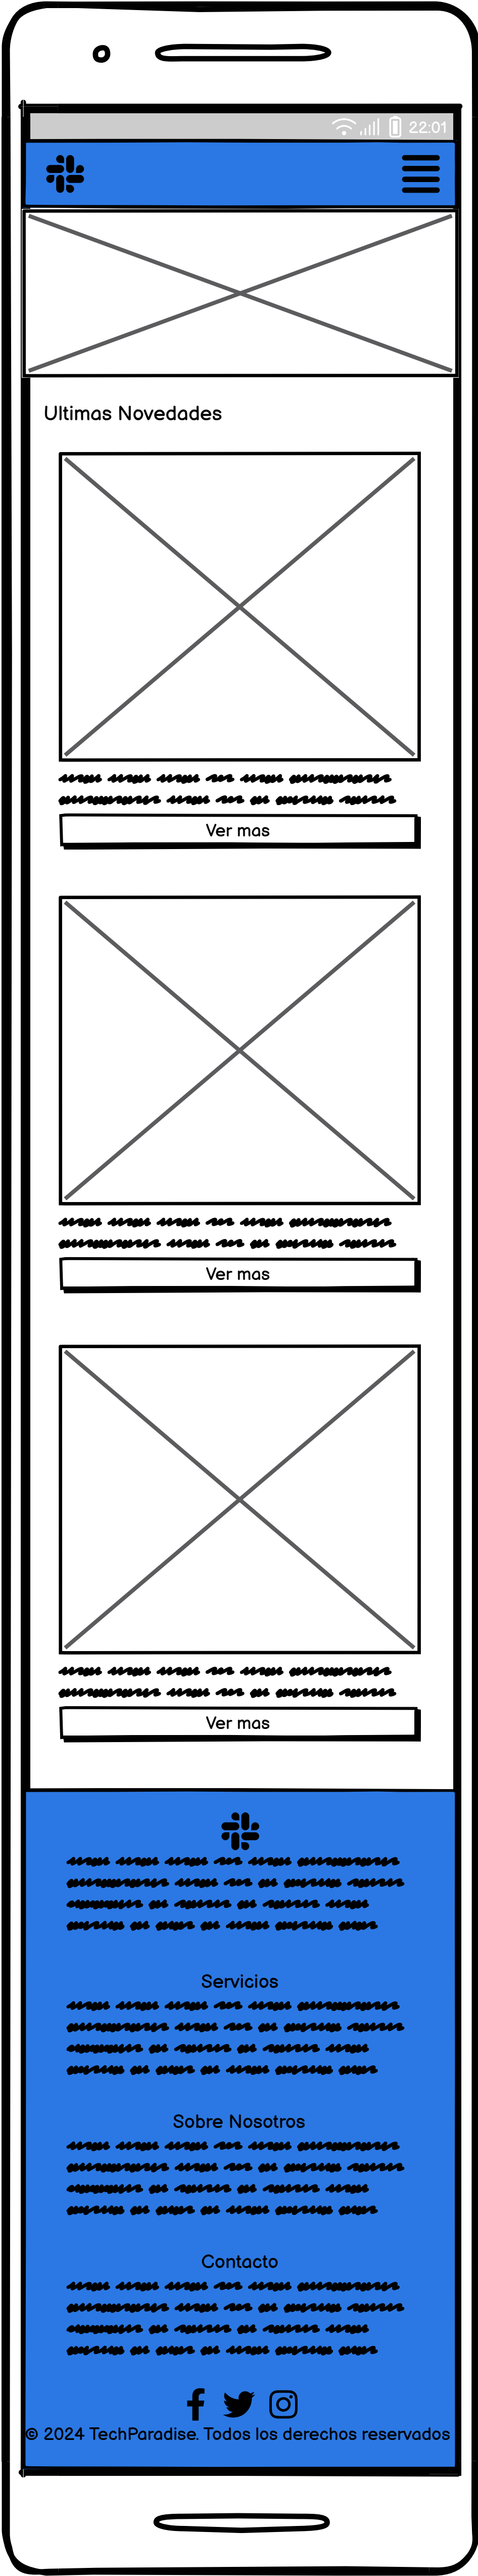 22:01
Ultimas Novedades
Ver mas
Ver mas
Ver mas
Servicios
Sobre Nosotros
Contacto
© 2024 TechParadise. Todos los derechos reservados